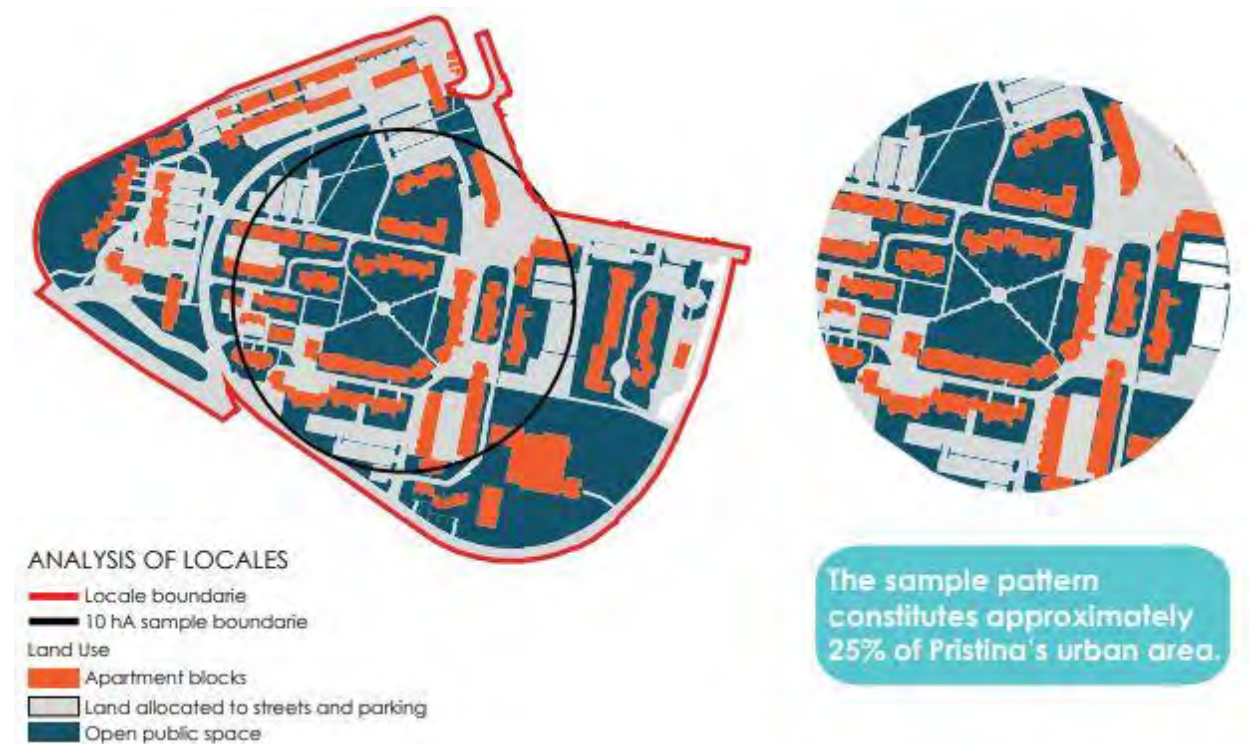 ANALYSIS OF LOCALES
Locale boundarie
10 hA sample boundarie
Land Use
Apartment blocks
Land allocated to streets and parking
Open public space
The sample pattern
constitutes approximately
25% of Pristina's urban area.